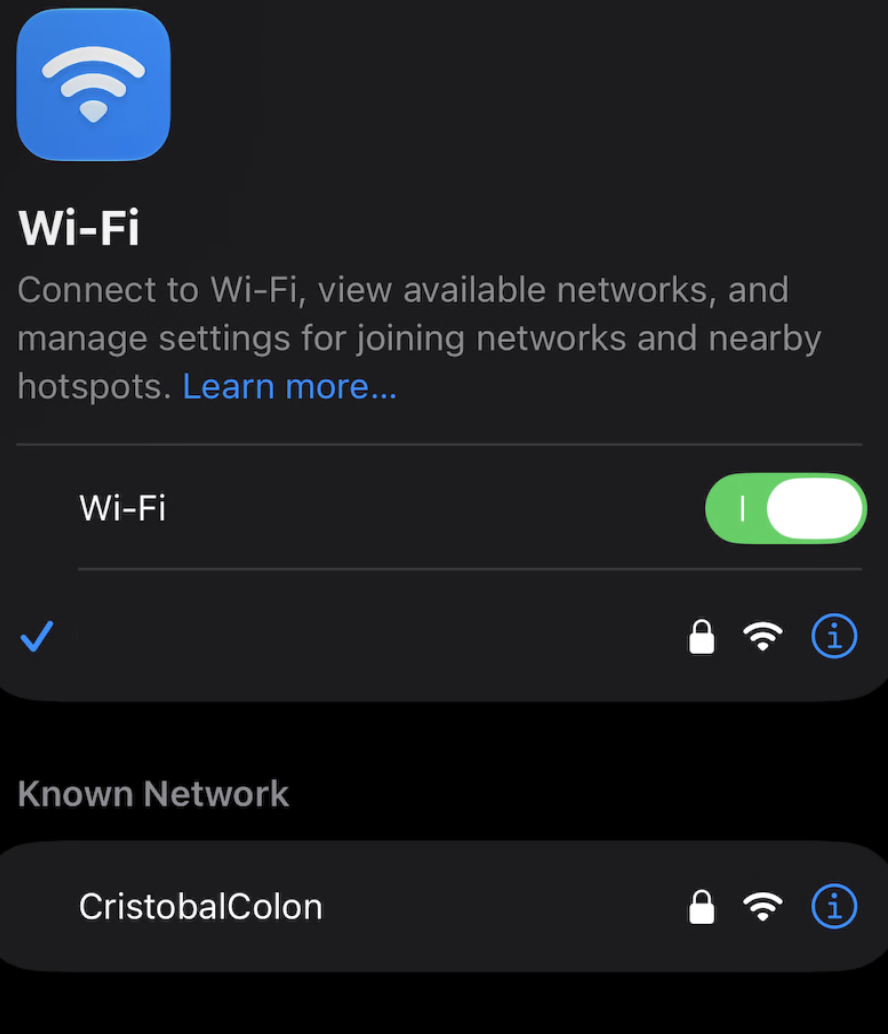 Wi-Fi
Connect to Wi-Fi, view available networks, and
manage settings for joining networks and nearby
hotspots. Learn more...
Wi-Fi
Known Network
CristobalColon